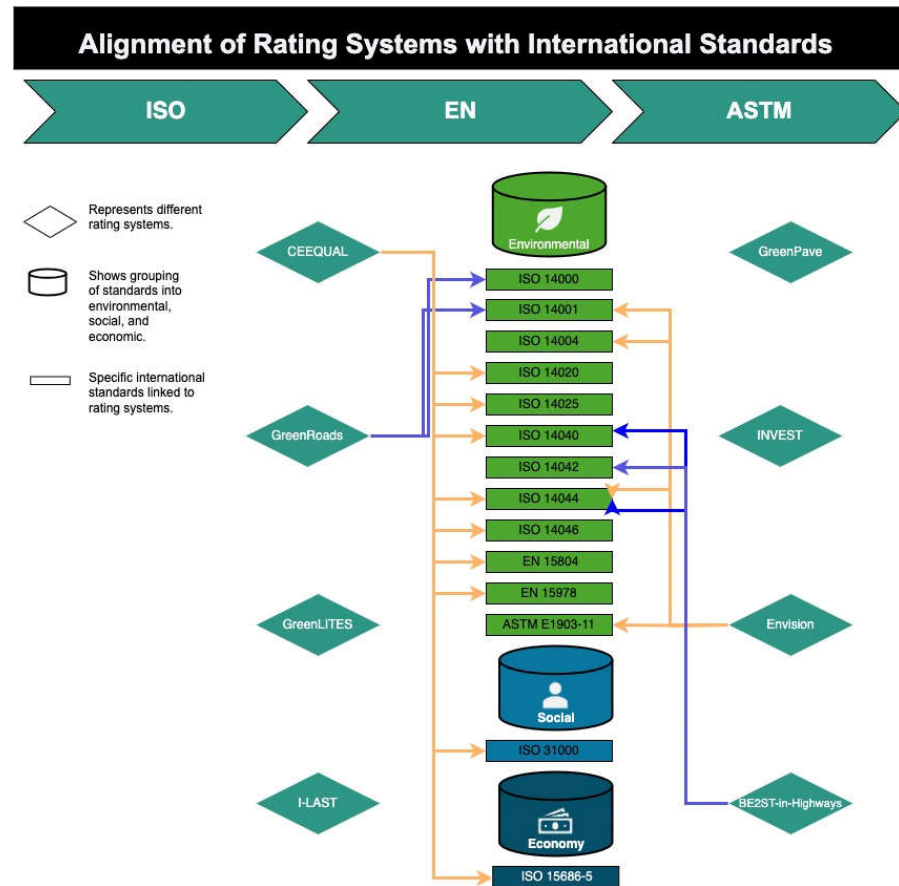 Alignment of Rating Systems with International Standards
ISO
EN
ASTM
Represents different
rating systems.
Shows grouping
of standards into
environmental,
social, and
economic.
Specific international
standards linked to
rating systems.
CEEQUAL
GreenRoads
GreenLITES
I-LAST
Environmental
ISO 14000
ISO 14001
ISO 14004
ISO 14020
ISO 14025
ISO 14040
ISO 14042
ISO 14044
ISO 14046
EN 15804
EN 15978
ASTM E1903-11
Social
ISO 31000
Economy
ISO 15686-5
GreenPave
INVEST
Envision
BE2ST-in-Highways